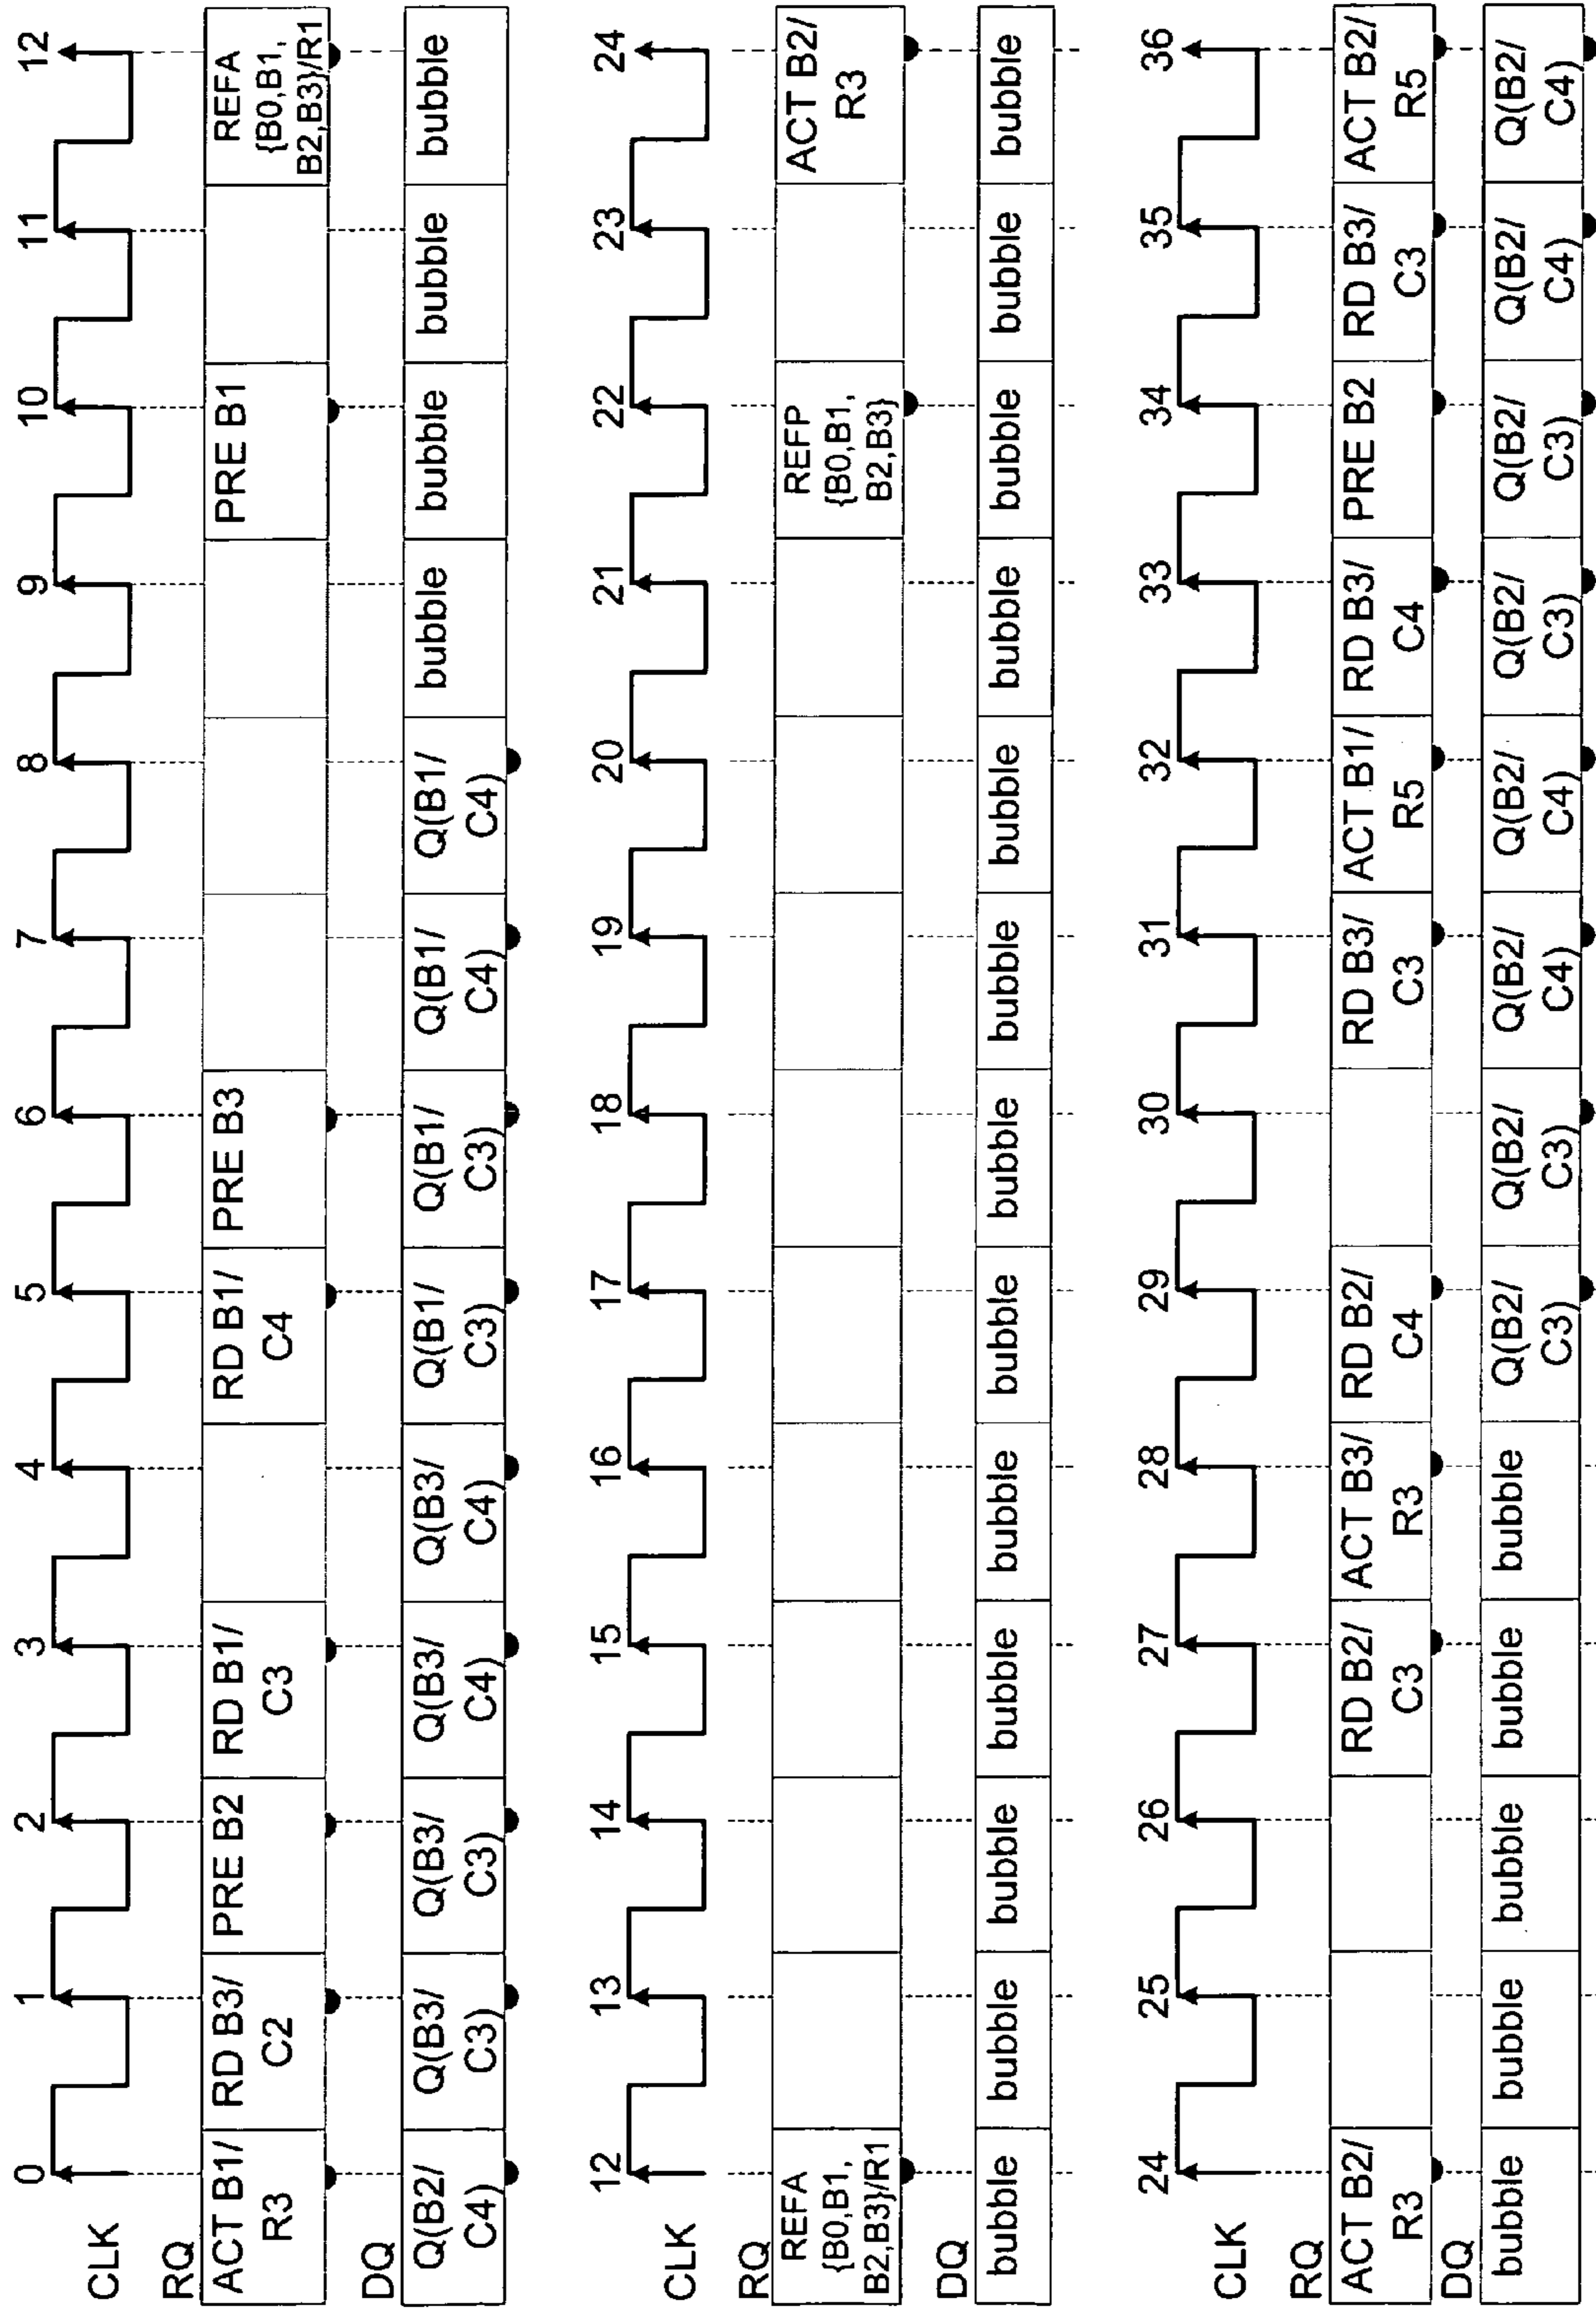 0 1 2 3 4 5 6 7 8 9 10 11 12
CLK
RQ
ACT B1/ RD B3/ PRE B2 RD B1/ RD B1/ PRE B3 PRE B1 REFA
R3 C2 C3 C4 {B0,B1,
B2,B3}/R1
DQ
Q(B2/ Q(B3/ Q(B3/ Q(B3/ Q(B3/ Q(B1/ Q(B1/ Q(B1/ Q(B1/ bubble bubble bubble bubble
C4) C3) C3) C4) C4) C3) C3) C4) C4)
12 13 14 15 16 17 18 19 20 21 22 23 24
CLK
RQ
REFA REFP ACT B2/
{B0,B1, {B0,B1, R3
B2,B3}/R1 B2,B3}
DQ
bubble bubble bubble bubble bubble bubble bubble bubble bubble bubble bubble bubble bubble
24 25 26 27 28 29 30 31 32 33 34 35 36
CLK
RQ
ACT B2/ RD B2/ ACT B3/ RD B2/ RD B3/ ACT B1/ RD B3/ PRE B2 RD B3/ ACT B2/
R3 C3 R3 C4 C3 R5 C4 C3 R5
DQ
bubble bubble bubble bubble bubble Q(B2/ Q(B2/ Q(B2/ Q(B2/ Q(B2/ Q(B2/ Q(B2/ Q(B2/
C3) C3) C4) C4) C3) C3) C4) C4)